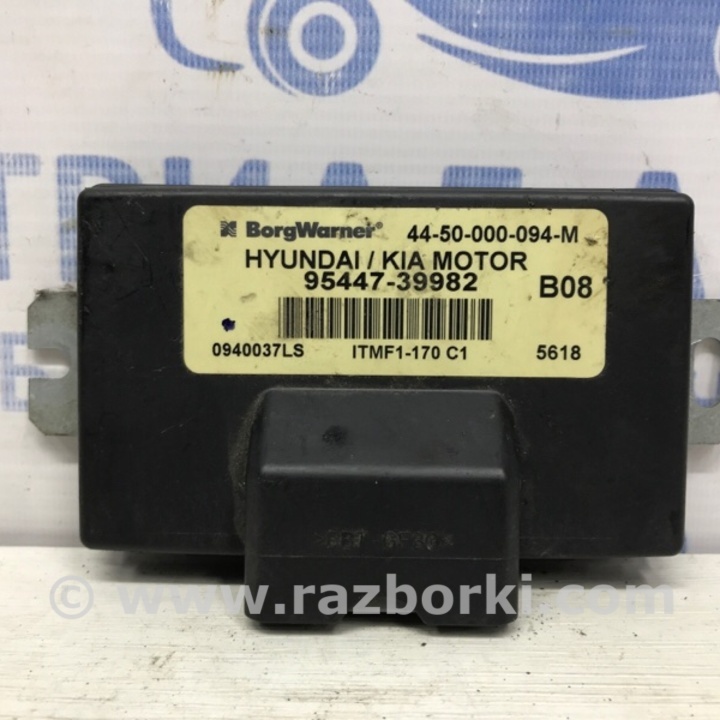 ТРИАЛ
BorgWarner® 44-50-000-094-M
HYUNDAI / KIA MOTOR
95447-39982 B08
0940037LS ITMF1-170 C1 5618
© www.razborki.com